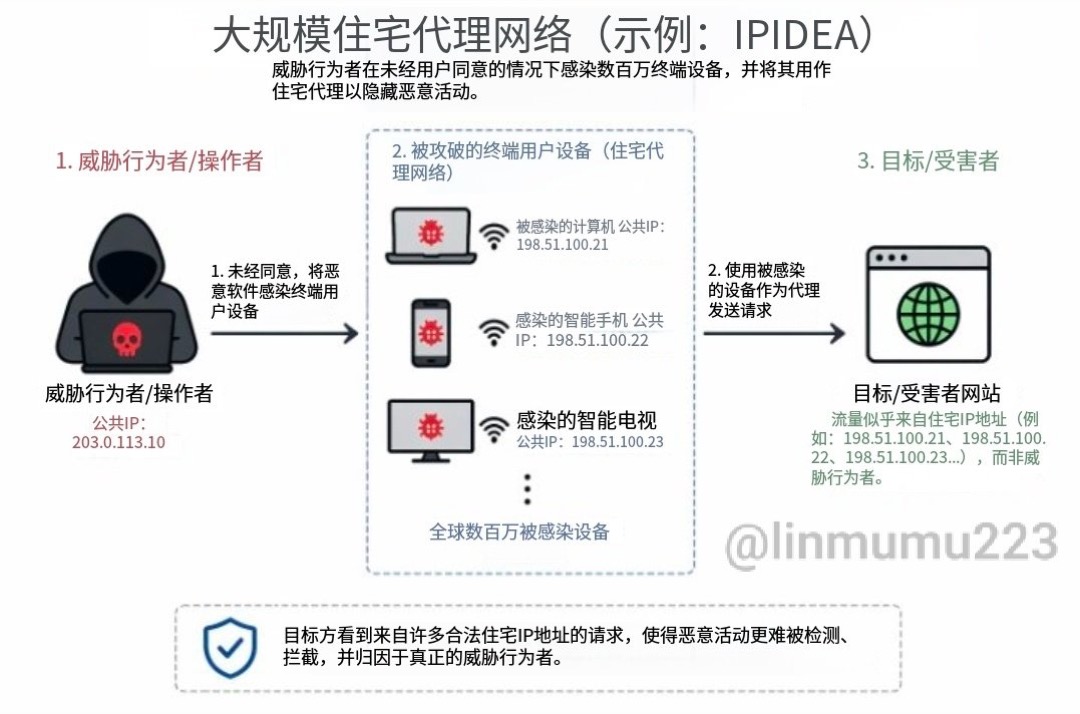 大规模住宅代理网络（示例：IPIDEA）
威胁行为者在未经用户同意的情况下感染数百万终端设备，并将其用作
住宅代理以隐藏恶意活动。
1. 威胁行为者/操作者
1. 未经同意，将恶
意软件感染终端用
户设备
威胁行为者/操作者
公共IP：
203.0.113.10
2. 被攻破的终端用户设备（住宅代
理网络）
被感染的计算机 公共IP：
198.51.100.21
感染的智能手机 公共
IP：198.51.100.22
感染的智能电视
公共IP：198.51.100.23
全球数百万被感染设备
2. 使用被感染
的设备作为代理
发送请求
3. 目标/受害者
目标/受害者网站
流量似乎来自住宅IP地址（例
如：198.51.100.21、198.51.100.
22、198.51.100.23...），而非威
胁行为者。
@linmumu223
目标方看到来自许多合法住宅IP地址的请求，使得恶意活动更难被检测、
拦截，并归因于真正的威胁行为者。